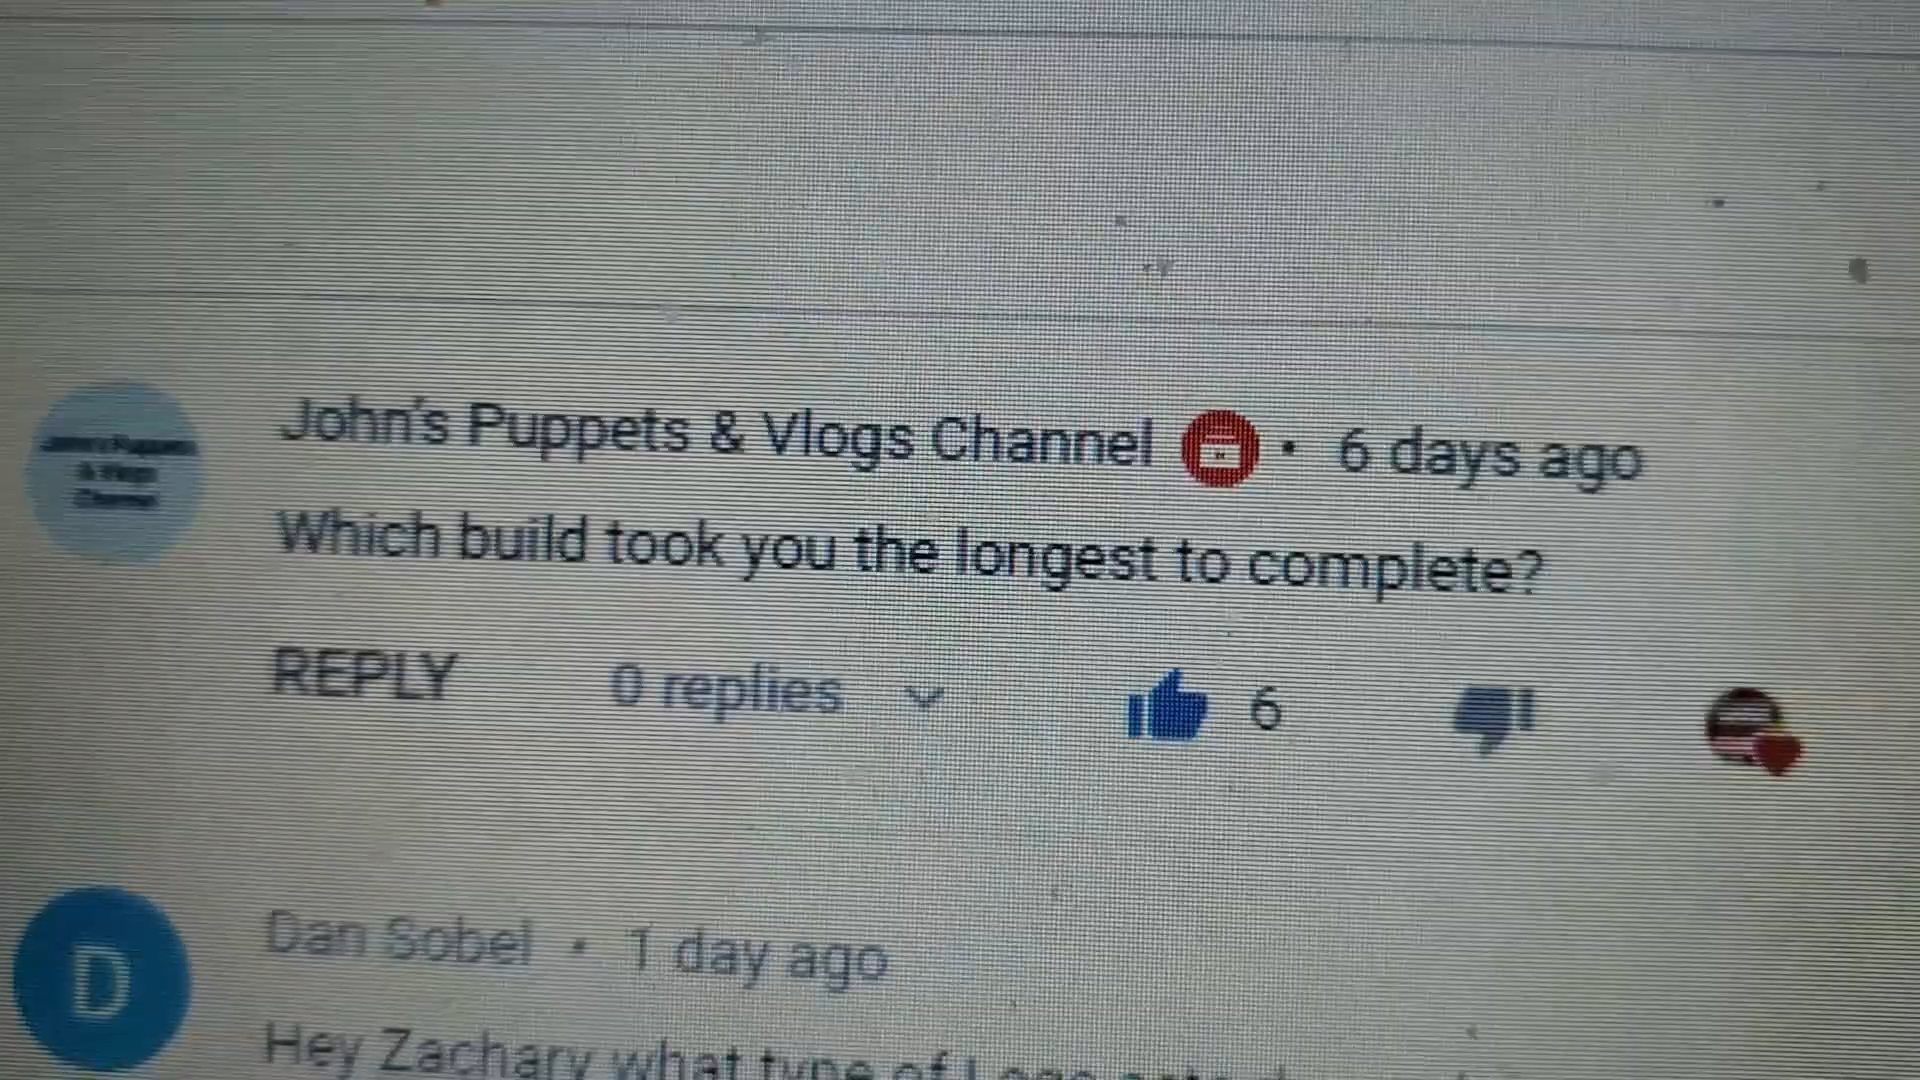 John's Puppets & Vlogs Channel • 6 days ago
Which build took you the longest to complete?
REPLY 0 replies 6
D
Dan Sobel • 1 day ago
Hey Zachary what type of Lego sets